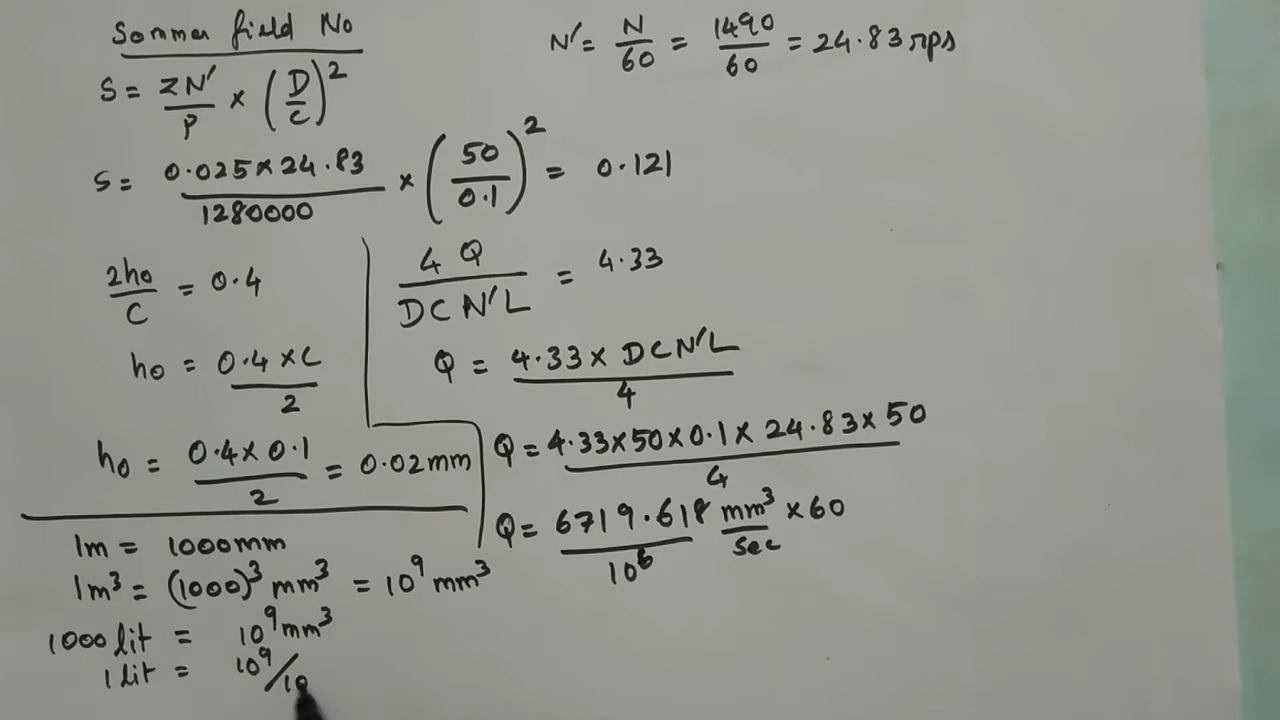 Sommer field No
S = ZN'/P × (D/C)²
S = 0.025×24.83/1280000 × (50/0.1)² = 0.121
N' = N/60 = 1490/60 = 24.83 rps
2ho/C = 0.4
ho = 0.4×C/2
ho = 0.4×0.1/2 = 0.02mm
4Q/DCN'L = 4.33
Q = 4.33× DCN'L/4
Q = 4.33×50×0.1× 24.83×50/4
Q = 6719.618/10⁶ mm³/sec ×60
1m = 1000mm
1m³ = (1000)³ mm³ = 10⁹ mm³
1000 lit = 10⁹ mm³
1 lit = 10⁹/10